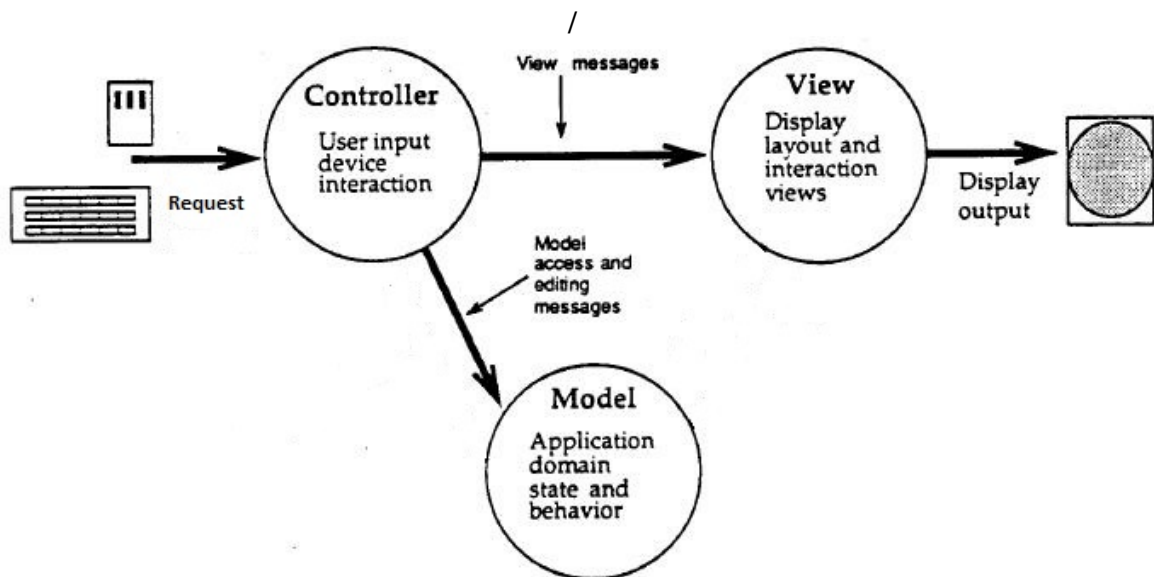 /
View messages
Controller
User input
device
interaction
View
Display
layout and
interaction
views
Request
Display
output
Model
access and
editing
messages
Model
Application
domain
state and
behavior